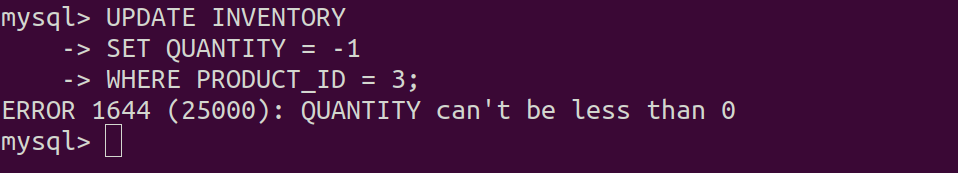 mysql> UPDATE INVENTORY
    -> SET QUANTITY = -1
    -> WHERE PRODUCT_ID = 3;
ERROR 1644 (25000): QUANTITY can't be less than 0
mysql>